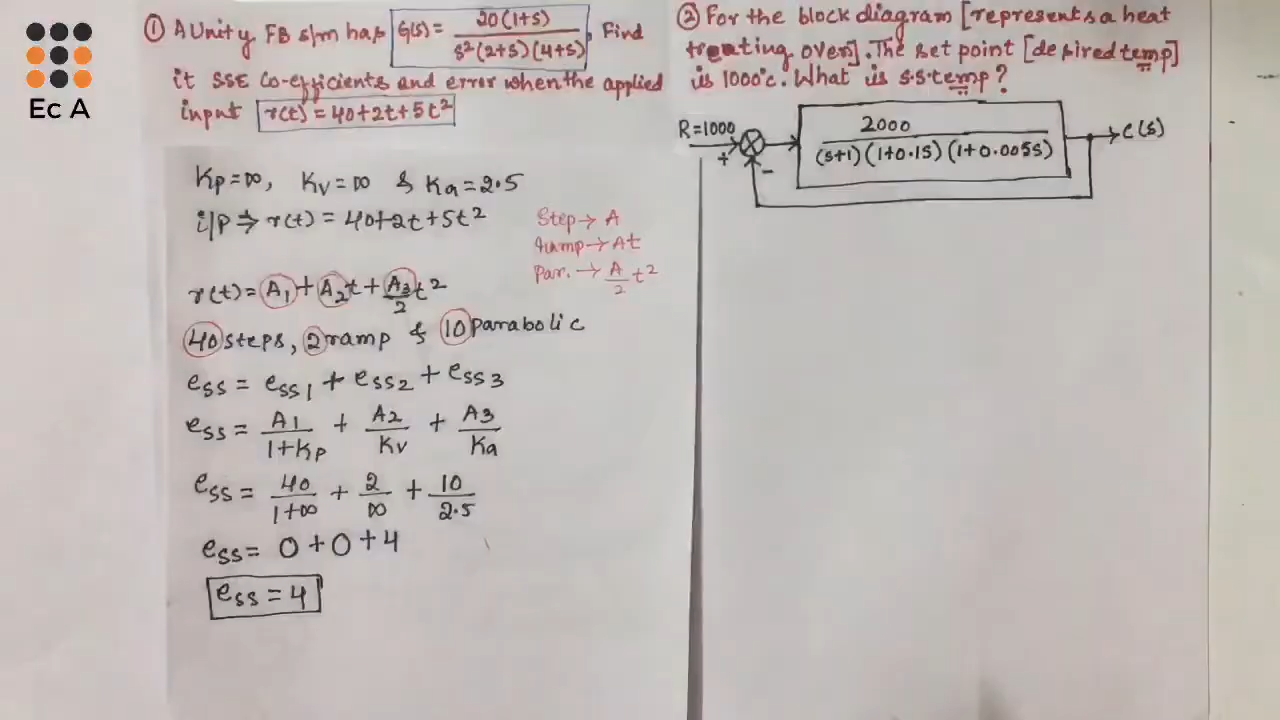 ① A Unity FB s/m has G(s) = 20(1+s) / s²(2+s)(4+s). Find
it SSE Co-efficients and error when the applied
input r(t) = 40+2t+5t²
Ec A
Kp=∞, Kv=∞ & Ka=2.5
i/p ⇒ r(t) = 40+2t+5t²
Step → A
ramp → At
Par. → A/2 t²
r(t) = A1 + A2t + A3/2 t²
40 steps, 2 ramp & 10 parabolic
ess = ess1 + ess2 + ess3
ess = A1/1+Kp + A2/Kv + A3/Ka
ess = 40/1+∞ + 2/∞ + 10/2.5
ess = 0+0+4
ess = 4
② For the block diagram [represents a heat
treating oven]. The set point [desired temp]
is 1000°c. What is s.s temp?
R=1000
+
-
2000
(s+1)(1+0.1s)(1+0.005s)
C(s)